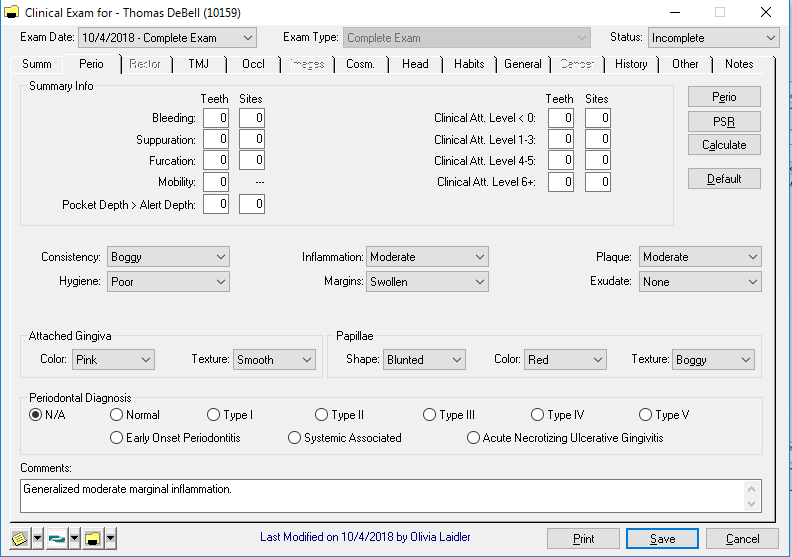 Clinical Exam for - Thomas DeBell (10159)
Exam Date: 10/4/2018 - Complete Exam Exam Type: Complete Exam Status: Incomplete
Summ Perio Restor TMJ Occl Images Cosm. Head Habits General Cancer History Other Notes
Summary Info
Teeth Sites Teeth Sites Perio
Bleeding: 0 0 Clinical Att. Level < 0: 0 0 PSR
Suppuration: 0 0 Clinical Att. Level 1-3: 0 0 Calculate
Furcation: 0 0 Clinical Att. Level 4-5: 0 0
Mobility: 0 --- Clinical Att. Level 6+: 0 0 Default
Pocket Depth > Alert Depth: 0 0
Consistency: Boggy Inflammation: Moderate Plaque: Moderate
Hygiene: Poor Margins: Swollen Exudate: None
Attached Gingiva Papillae
Color: Pink Texture: Smooth Shape: Blunted Color: Red Texture: Boggy
Periodontal Diagnosis
N/A Normal Type I Type II Type III Type IV Type V
Early Onset Periodontitis Systemic Associated Acute Necrotizing Ulcerative Gingivitis
Comments:
Generalized moderate marginal inflammation.
Last Modified on 10/4/2018 by Olivia Laidler Print Save Cancel